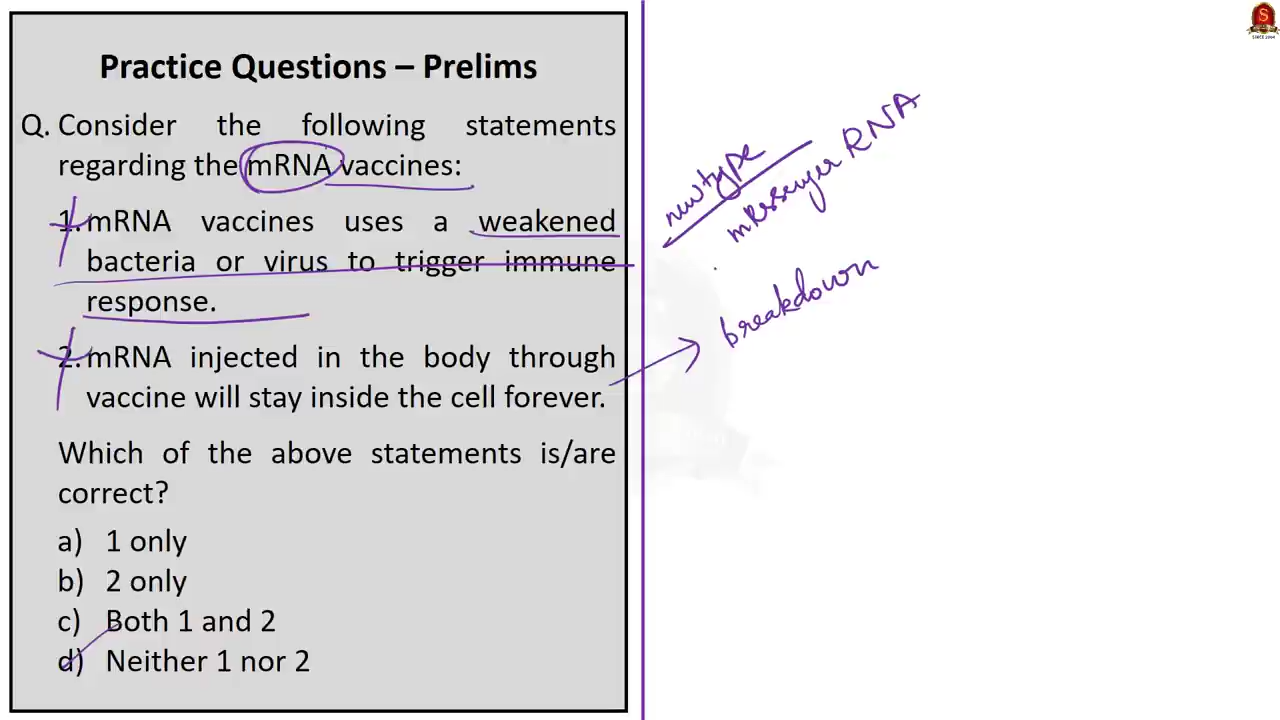 Practice Questions – Prelims
Q. Consider the following statements
regarding the mRNA vaccines:
1. mRNA vaccines uses a weakened
bacteria or virus to trigger immune
response.
2. mRNA injected in the body through
vaccine will stay inside the cell forever.
Which of the above statements is/are
correct?
a) 1 only
b) 2 only
c) Both 1 and 2
d) Neither 1 nor 2
new type
messenger RNA
breakdown
S